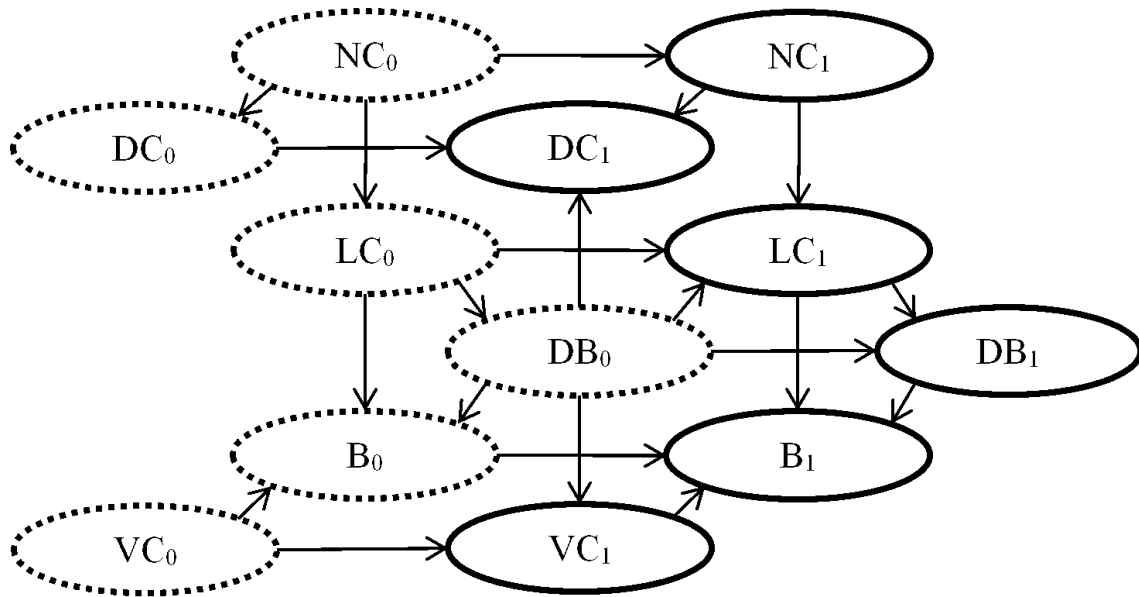 NC₀ NC₁
DC₀ DC₁
LC₀ LC₁
DB₀ DB₁
B₀ B₁
VC₀ VC₁